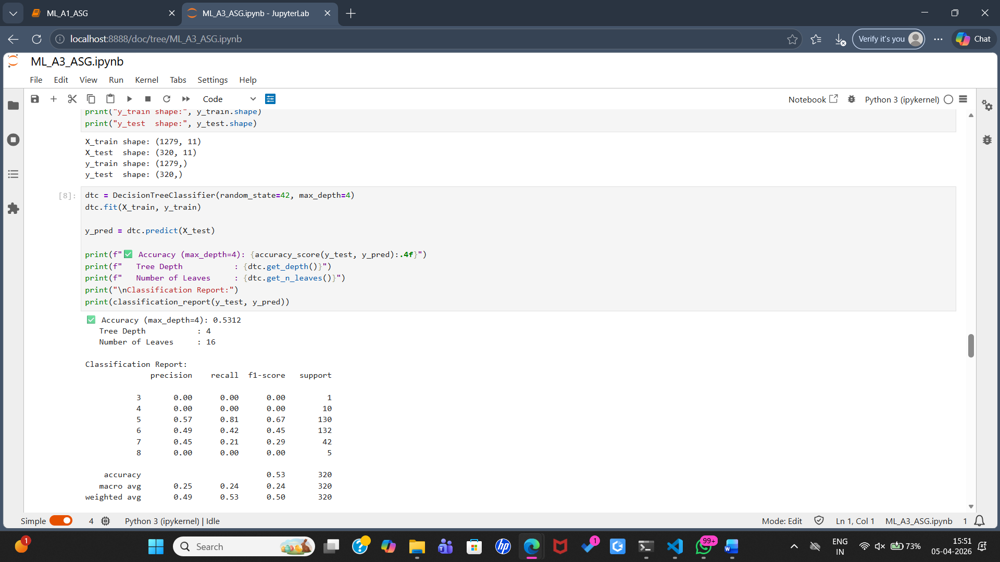 ML_A1_ASG
ML_A3_ASG.ipynb - JupyterLab
localhost:8888/doc/tree/ML_A3_ASG.ipynb
Verify it's you
Chat
ML_A3_ASG.ipynb
File Edit View Run Kernel Tabs Settings Help
Code
Notebook
Python 3 (ipykernel)
print("y_train shape:", y_train.shape)
print("y_test  shape:", y_test.shape)
X_train shape: (1279, 11)
X_test  shape: (320, 11)
y_train shape: (1279,)
y_test  shape: (320,)
[8]:
dtc = DecisionTreeClassifier(random_state=42, max_depth=4)
dtc.fit(X_train, y_train)
y_pred = dtc.predict(X_test)
print(f"✅ Accuracy (max_depth=4): {accuracy_score(y_test, y_pred):.4f}")
print(f"   Tree Depth           : {dtc.get_depth()}")
print(f"   Number of Leaves     : {dtc.get_n_leaves()}")
print("\nClassification Report:")
print(classification_report(y_test, y_pred))
✅ Accuracy (max_depth=4): 0.5312
Tree Depth           : 4
Number of Leaves     : 16
Classification Report:
precision    recall  f1-score   support
3       0.00      0.00      0.00         1
4       0.00      0.00      0.00        10
5       0.57      0.81      0.67       130
6       0.49      0.42      0.45       132
7       0.45      0.21      0.29        42
8       0.00      0.00      0.00         5
accuracy                           0.53       320
macro avg       0.25      0.24      0.24       320
weighted avg       0.49      0.53      0.50       320
Simple
4
Python 3 (ipykernel) | Idle
Mode: Edit
Ln 1, Col 1
ML_A3_ASG.ipynb
1
1
Search
1
99+
ENG
IN
73%
15:51
05-04-2026